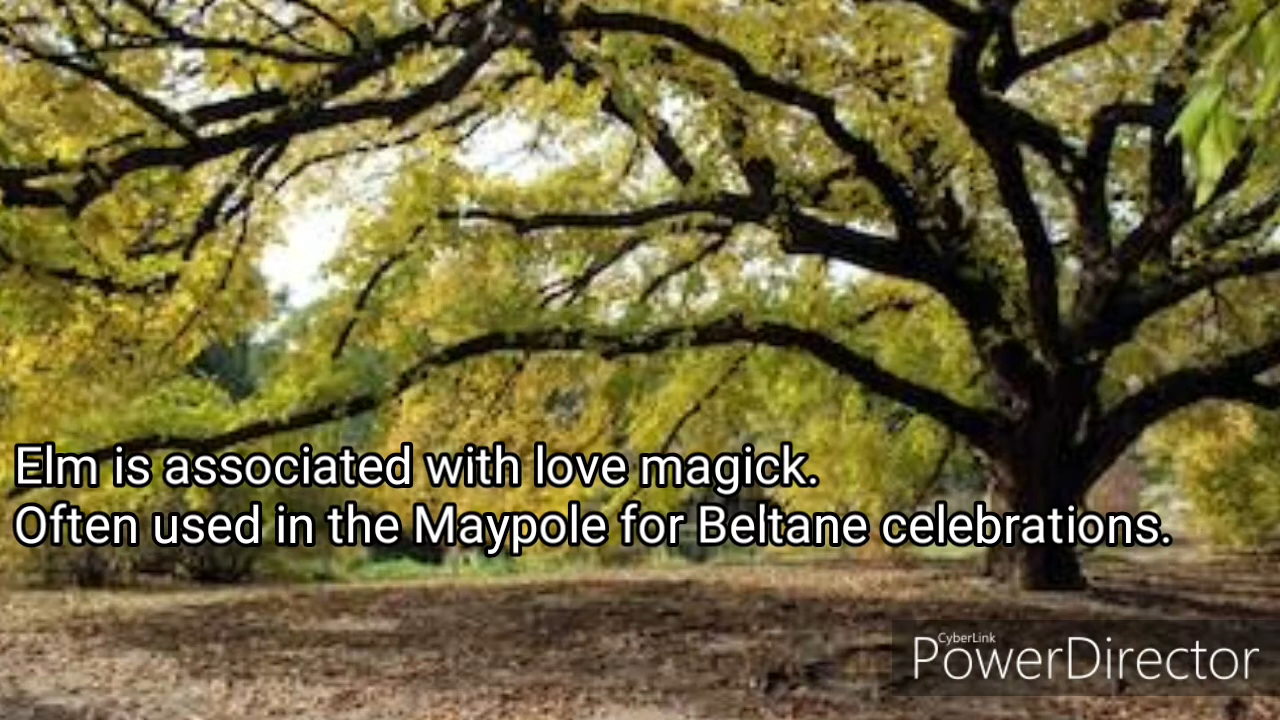 Elm is associated with love magick.
Often used in the Maypole for Beltane celebrations.
CyberLink
PowerDirector